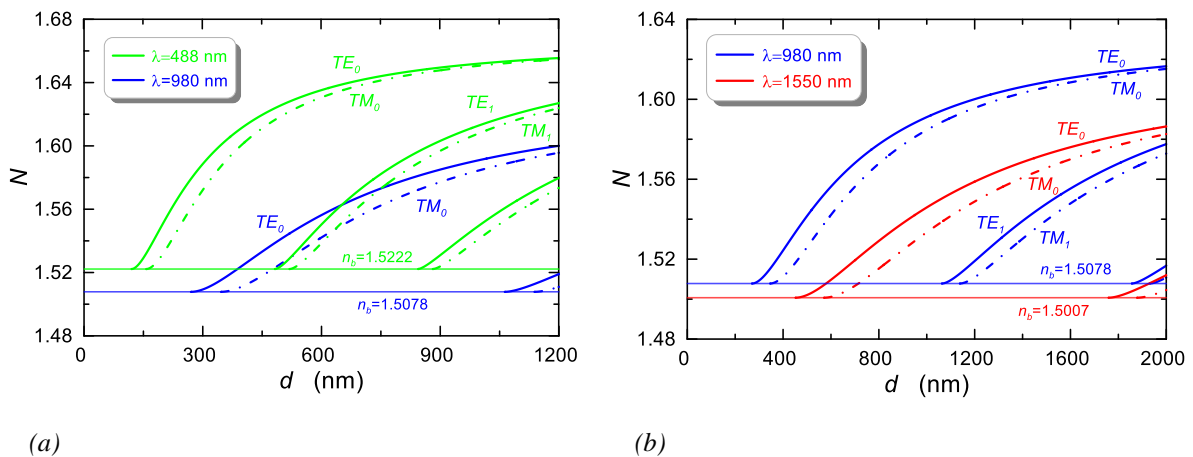 1.68
1.64
1.60
1.56
1.52
1.48
N
λ=488 nm
λ=980 nm
TE0
TM0
TE1
TM1
TE0
TM0
nb=1.5222
nb=1.5078
0
300
600
900
1200
d (nm)
(a)
1.64
1.60
1.56
1.52
1.48
N
λ=980 nm
λ=1550 nm
TE0
TM0
TE0
TM0
TE1
TM1
nb=1.5078
nb=1.5007
0
400
800
1200
1600
2000
d (nm)
(b)